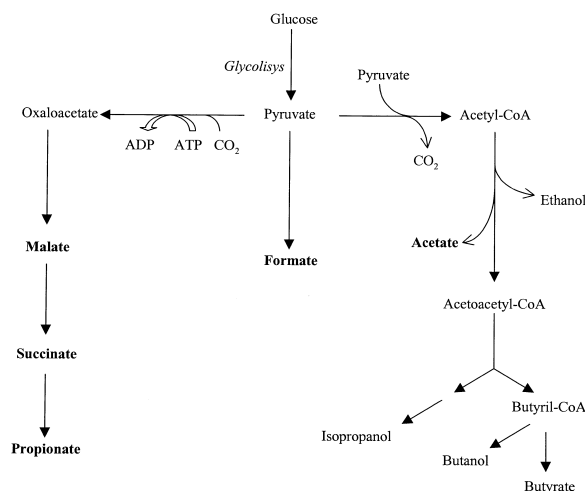 Glucose
Glycolisys
Pyruvate
Oxaloacetate
Pyruvate
Acetyl-CoA
ADP
ATP
CO2
CO2
Ethanol
Malate
Formate
Acetate
Acetoacetyl-CoA
Succinate
Butyril-CoA
Isopropanol
Propionate
Butanol
Butyrate